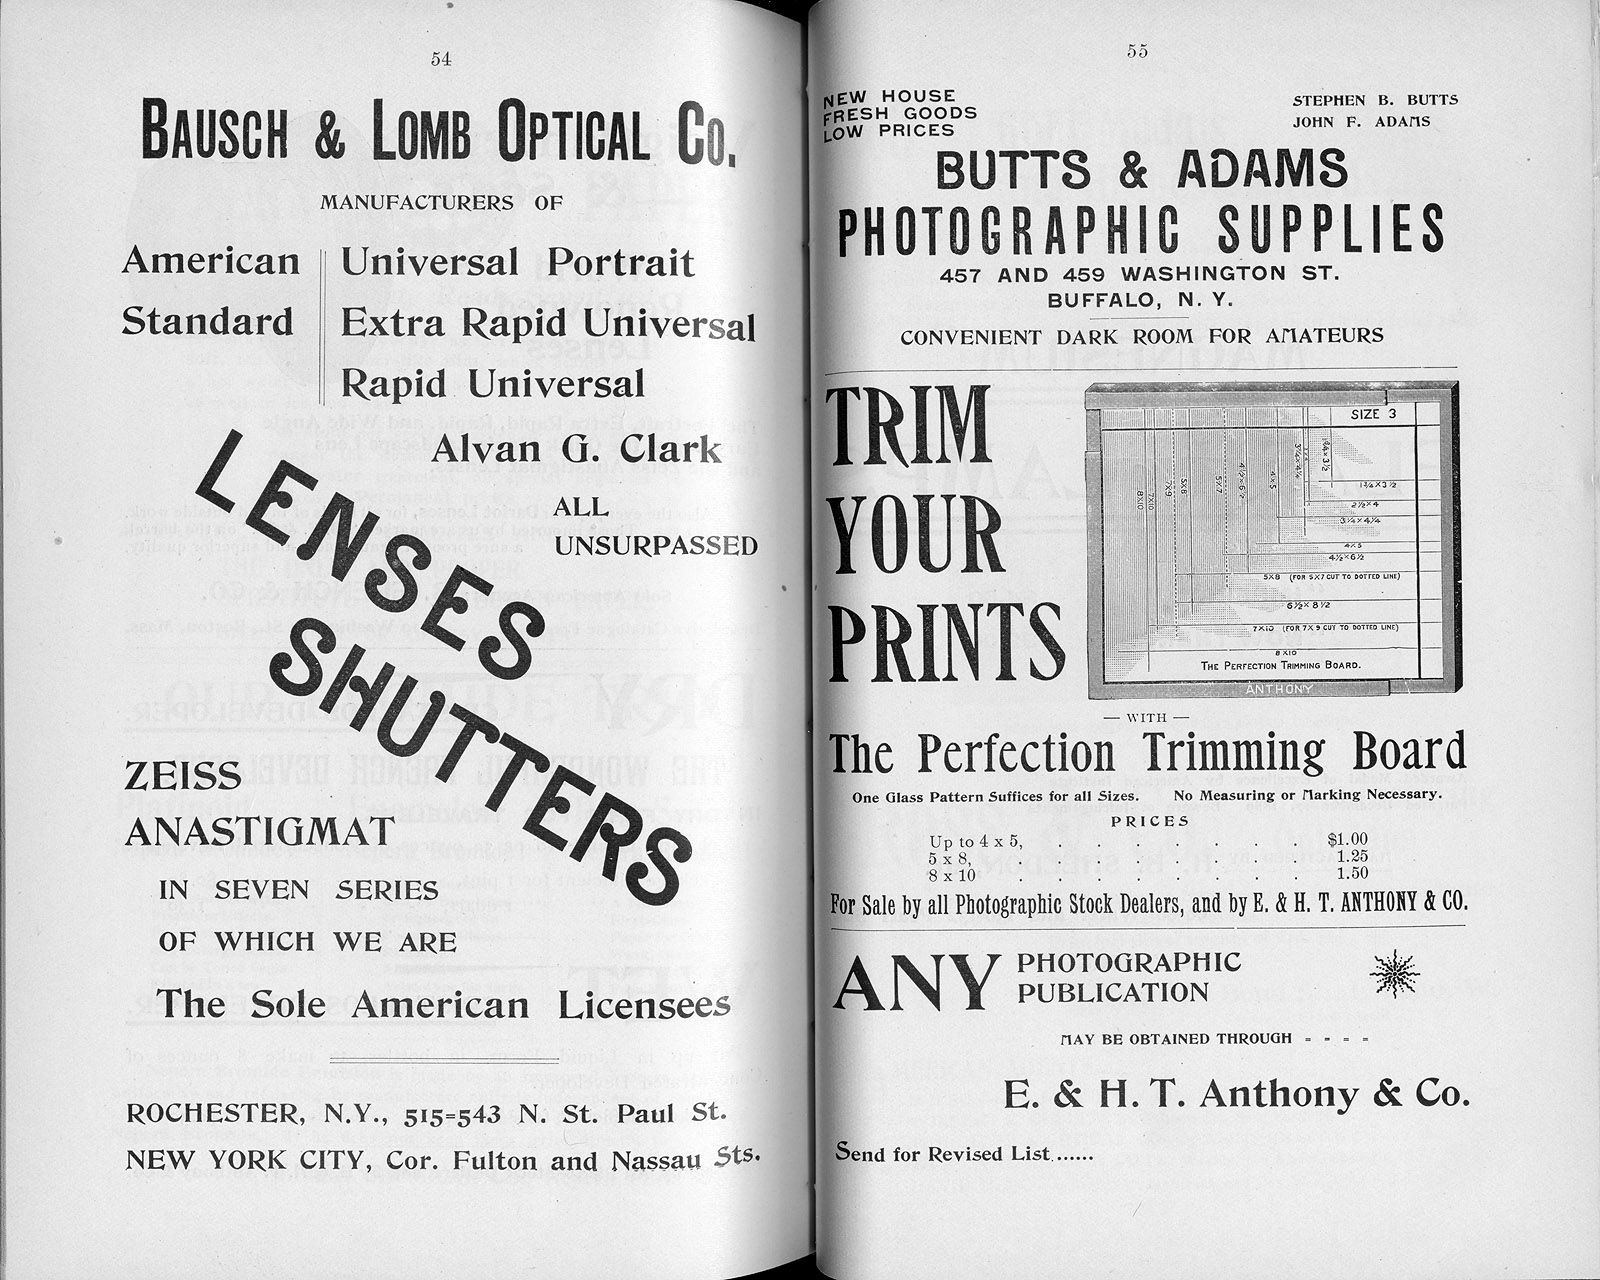 54
BAUSCH & LOMB OPTICAL CO.
MANUFACTURERS OF
American
Standard
Universal Portrait
Extra Rapid Universal
Rapid Universal
Alvan G. Clark
ALL
UNSURPASSED
LENSES
SHUTTERS
ZEISS
ANASTIGMAT
IN SEVEN SERIES
OF WHICH WE ARE
The Sole American Licensees
ROCHESTER, N.Y., 515=543 N. St. Paul St.
NEW YORK CITY, Cor. Fulton and Nassau Sts.
55
NEW HOUSE
FRESH GOODS
LOW PRICES
STEPHEN B. BUTTS
JOHN F. ADAMS
BUTTS & ADAMS
PHOTOGRAPHIC SUPPLIES
457 AND 459 WASHINGTON ST.
BUFFALO, N. Y.
CONVENIENT DARK ROOM FOR AMATEURS
TRIM
YOUR
PRINTS
SIZE 3
8X10
7X10
7X9
5X8
5X7
4½×6½
4X5
3¼×4¼
1¾X3½
2½×4
3¼X4¼
4X5
4½×6½
5X8 (FOR 5X7 CUT TO DOTTED LINE)
6½X8½
7X10 (FOR 7X9 CUT TO DOTTED LINE)
8X10
THE PERFECTION TRIMMING BOARD.
ANTHONY
— WITH —
The Perfection Trimming Board
One Glass Pattern Suffices for all Sizes. No Measuring or Marking Necessary.
PRICES
Up to 4 x 5, . . . . . . . $1.00
5 x 8, . . . . . . . 1.25
8 x 10 . . . . . . . . 1.50
For Sale by all Photographic Stock Dealers, and by E. & H. T. ANTHONY & CO.
ANY PHOTOGRAPHIC
PUBLICATION
MAY BE OBTAINED THROUGH - - - -
E. & H. T. Anthony & Co.
Send for Revised List......